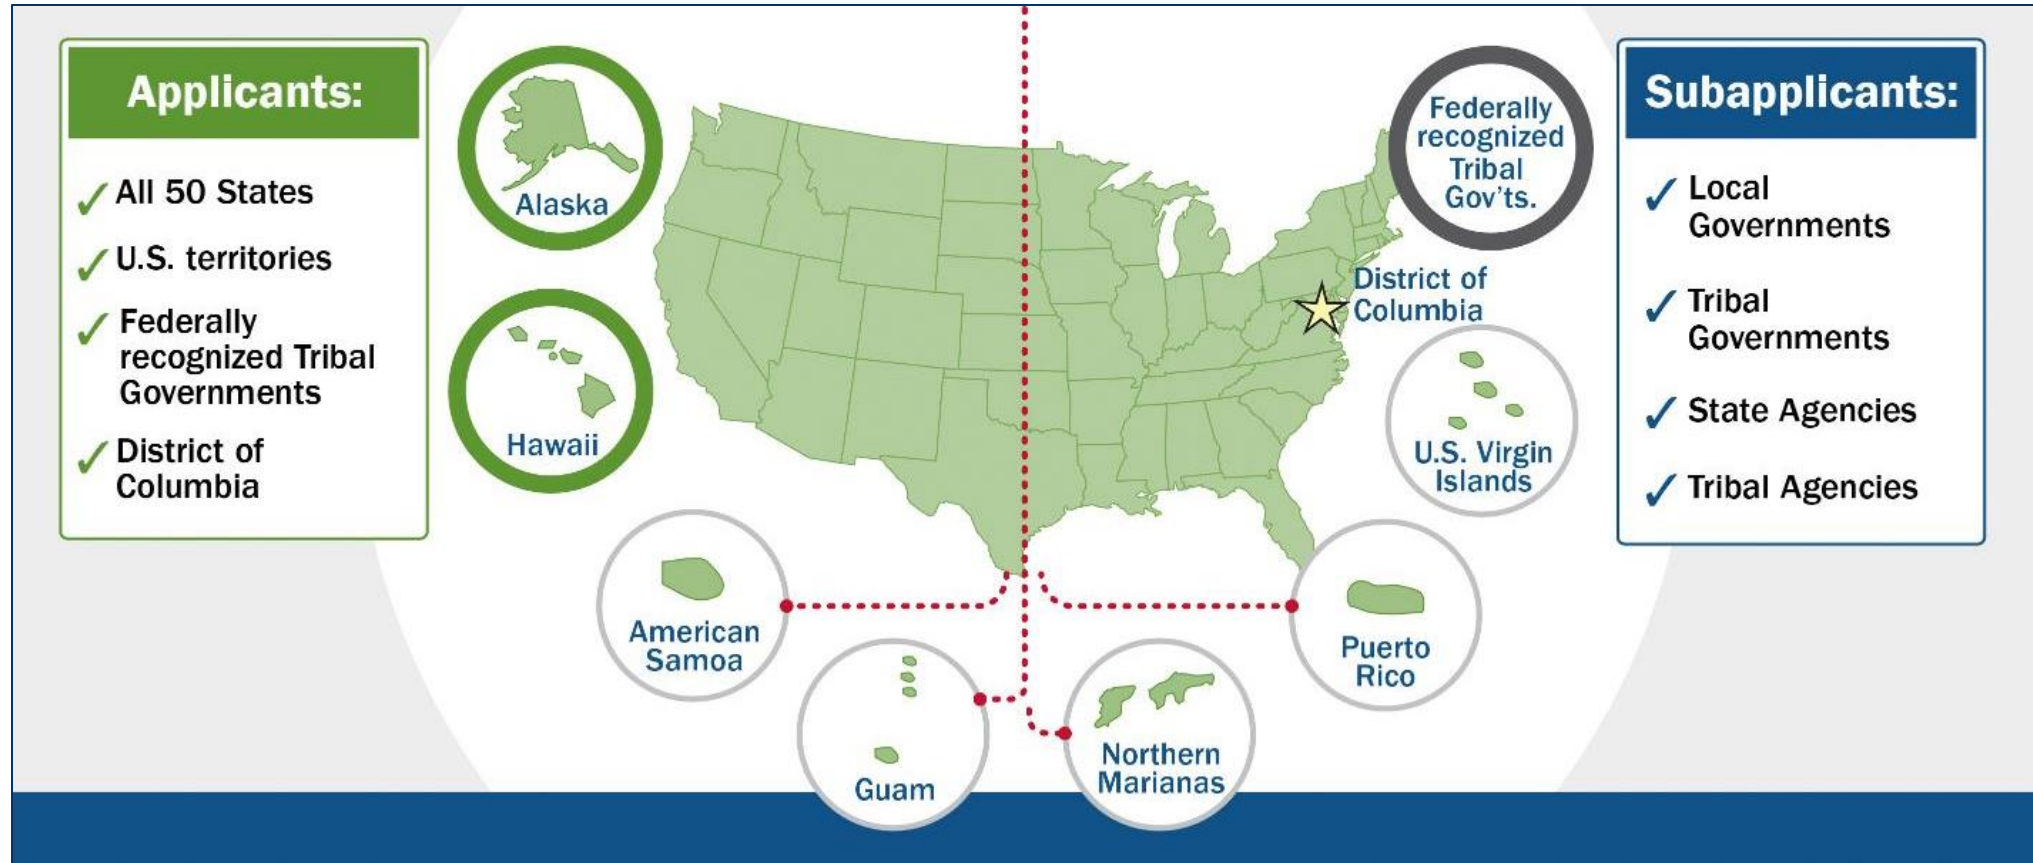 Applicants:
All 50 States
U.S. territories
Federally
recognized Tribal
Governments
District of
Columbia
Alaska
Hawaii
American
Samoa
Guam
Northern
Marianas
Puerto
Rico
U.S. Virgin
Islands
District of
Columbia
Federally
recognized
Tribal
Gov'ts.
Subapplicants:
Local
Governments
Tribal
Governments
State Agencies
Tribal Agencies